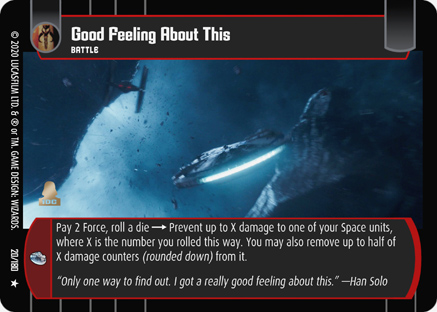 Good Feeling About This
BATTLE
Pay 2 Force, roll a die → Prevent up to X damage to one of your Space units,
where X is the number you rolled this way. You may also remove up to half of
X damage counters (rounded down) from it.
“Only one way to find out. I got a really good feeling about this.” —Han Solo
© 2020 LUCASFILM LTD. & ® or TM. GAME DESIGN: WIZARDS.